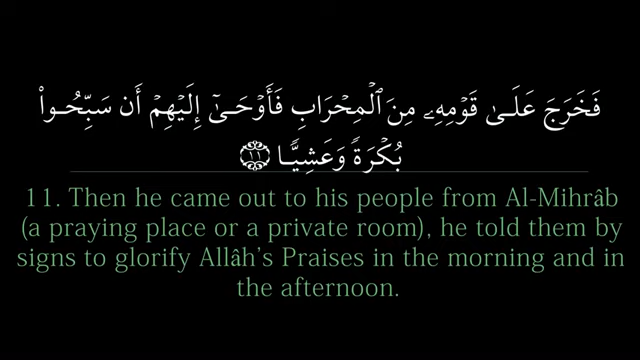 فَخَرَجَ عَلَىٰ قَوْمِهِۦ مِنَ ٱلْمِحْرَابِ فَأَوْحَىٰٓ إِلَيْهِمْ أَن سَبِّحُوا۟
بُكْرَةً وَعَشِيًّا ۝١١
11. Then he came out to his people from Al-Mihrâb
(a praying place or a private room), he told them by
signs to glorify Allâh’s Praises in the morning and in
the afternoon.